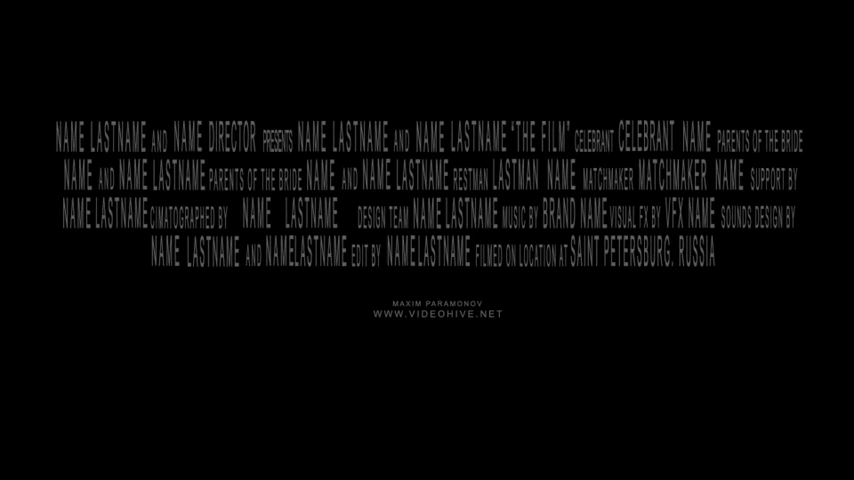 NAME LASTNAME AND NAME DIRECTOR PRESENTS NAME LASTNAME AND NAME LASTNAME "THE FILM" CELEBRANT CELEBRANT NAME PARENTS OF THE BRIDE
NAME AND NAME LASTNAME PARENTS OF THE BRIDE NAME AND NAME LASTNAME RESTMAN LASTMAN NAME MATCHMAKER MATCHMAKER NAME SUPPORT BY
NAME LASTNAME CIMATOGRAPHED BY NAME LASTNAME DESIGN TEAM NAME LASTNAME MUSIC BY BRAND NAME VISUAL FX BY VFX NAME SOUNDS DESIGN BY
NAME LASTNAME AND NAMELASTNAME EDIT BY NAMELASTNAME FILMED ON LOCATION AT SAINT PETERSBURG, RUSSIA
MAXIM PARAMONOV
WWW.VIDEOHIVE.NET